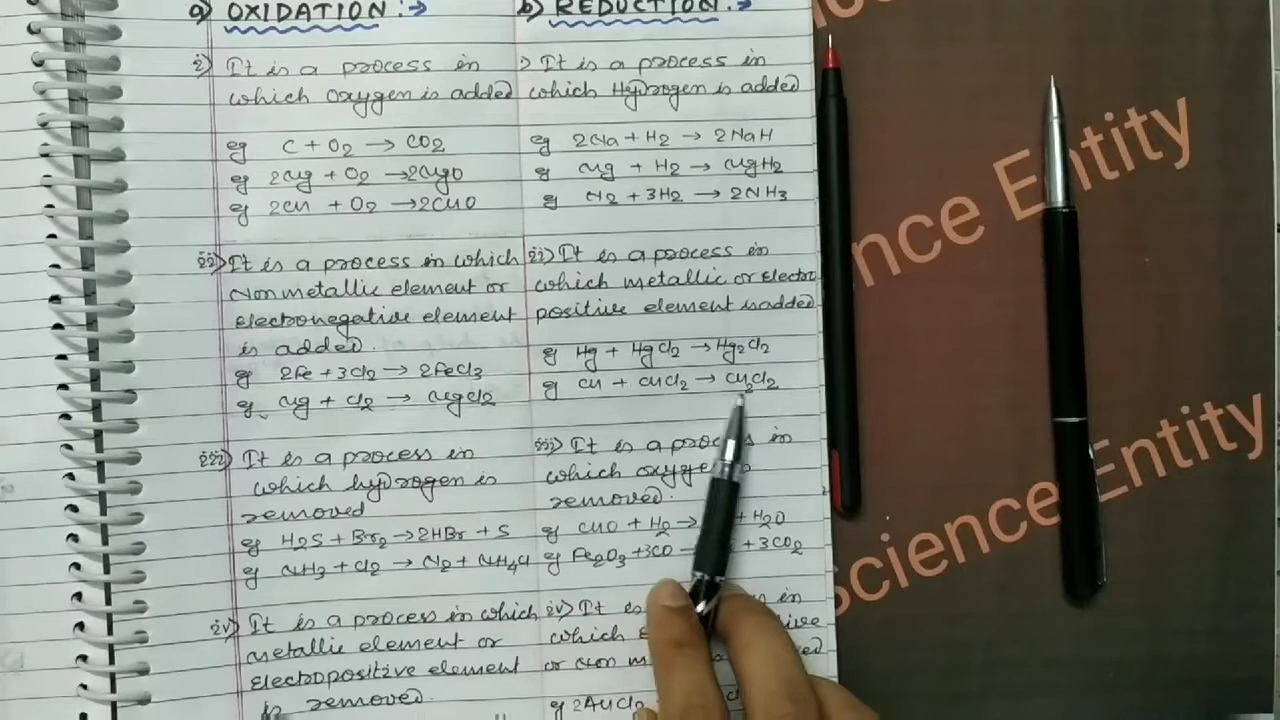 a) OXIDATION :→
i) It is a process in
which oxygen is added
eg C + O2 → CO2
eg 2Mg + O2 → 2MgO
eg 2Cu + O2 → 2CuO
ii) It is a process in which
Non metallic element or
Electronegative element
is added.
eg 2Fe + 3Cl2 → 2FeCl3
eg Mg + Cl2 → MgCl2
iii) It is a process in
which hydrogen is
removed
eg H2S + Br2 → 2HBr + S
eg NH3 + Cl2 → N2 + NH4Cl
iv) It is a process in which
metallic element or
Electropositive element
is removed.
b) REDUCTION :→
i) It is a process in
which Hydrogen is added
eg 2Na + H2 → 2NaH
eg Mg + H2 → MgH2
eg N2 + 3H2 → 2NH3
ii) It is a process in
which metallic or Electro
positive element is added
eg Hg + HgCl2 → Hg2Cl2
eg Cu + CuCl2 → Cu2Cl2
iii) It is a process in
which oxyge
removed.
eg CuO + H2 → + H2O
eg Fe2O3 + 3CO + 3CO2
iv) It is in
which
or Non m
eg 2AuCl3
Science Entity
Science Entity